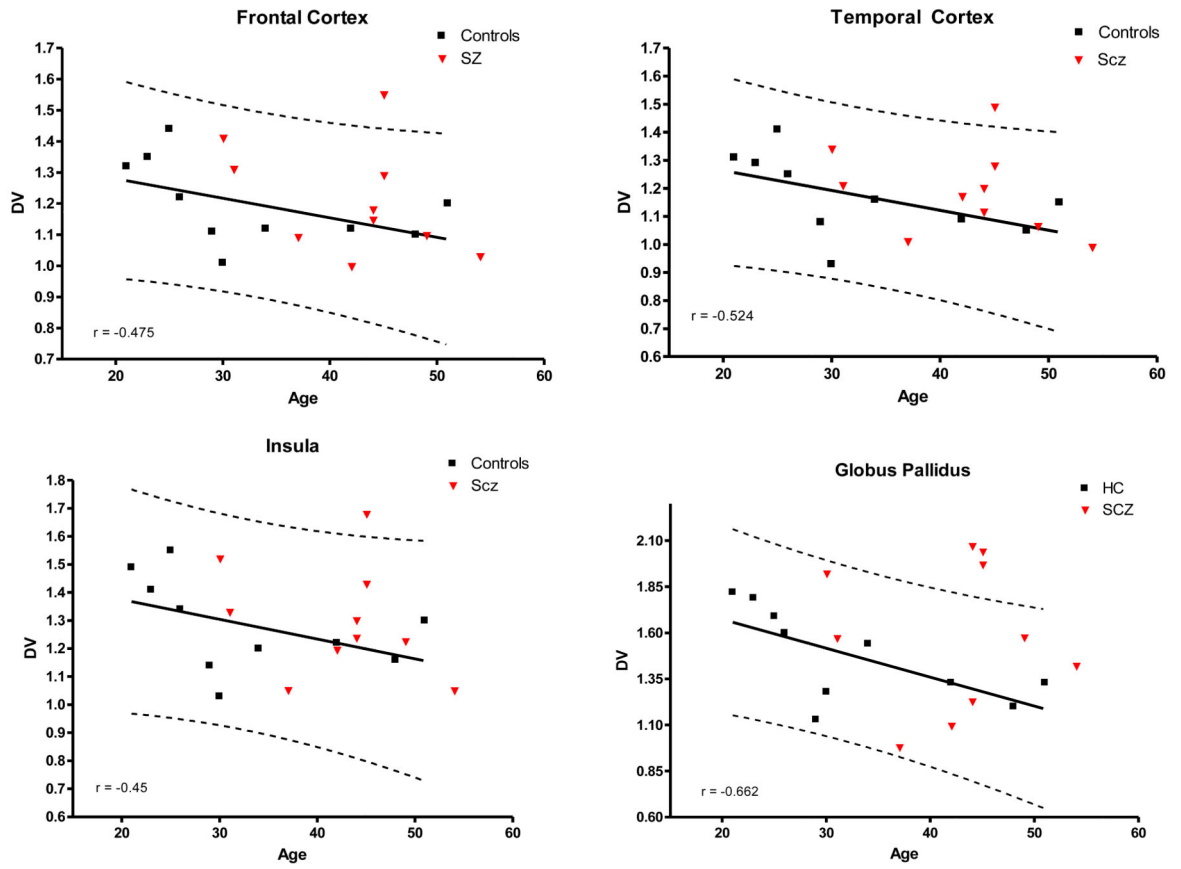 Frontal Cortex
Controls
SZ
1.7
1.6
1.5
1.4
1.3
1.2
1.1
1.0
0.9
0.8
0.7
DV
r = -0.475
20 30 40 50 60
Age
Temporal Cortex
Controls
Scz
1.7
1.6
1.5
1.4
1.3
1.2
1.1
1.0
0.9
0.8
0.7
0.6
DV
r = -0.524
20 30 40 50 60
Age
Insula
Controls
Scz
1.8
1.7
1.6
1.5
1.4
1.3
1.2
1.1
1.0
0.9
0.8
0.7
0.6
DV
r = -0.45
20 30 40 50 60
Age
Globus Pallidus
HC
SCZ
2.10
1.85
1.60
1.35
1.10
0.85
0.60
DV
r = -0.662
20 30 40 50 60
Age